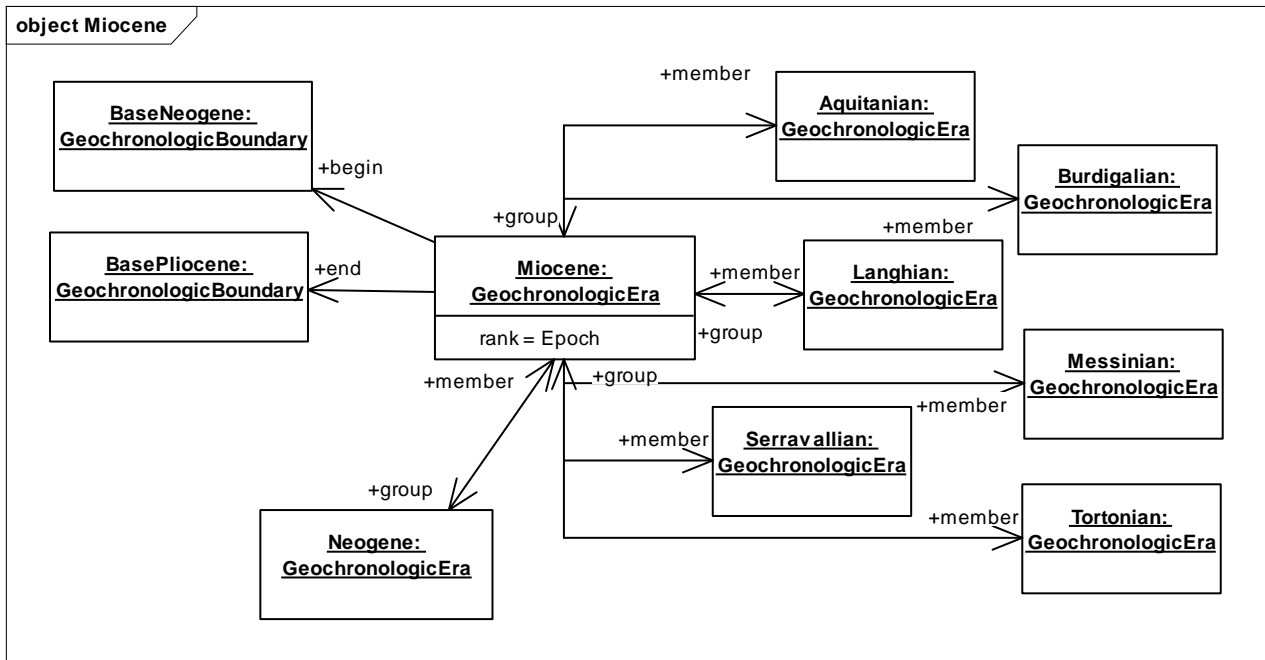 object Miocene
+member
BaseNeogene:
GeochronologicBoundary
Aquitanian:
GeochronologicEra
+begin
Burdigalian:
GeochronologicEra
+group
+member
BasePliocene:
GeochronologicBoundary
+end
Miocene:
GeochronologicEra
rank = Epoch
+member
Langhian:
GeochronologicEra
+group
+member
+group
Messinian:
GeochronologicEra
+member
+member
Serravallian:
GeochronologicEra
+group
Neogene:
GeochronologicEra
+member
Tortonian:
GeochronologicEra